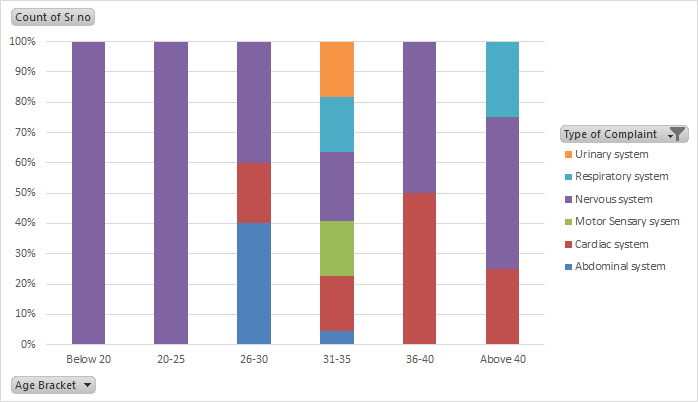 Count of Sr no
100%
90%
80%
70%
60%
50%
40%
30%
20%
10%
0%
Below 20 20-25 26-30 31-35 36-40 Above 40
Age Bracket
Type of Complaint
Urinary system
Respiratory system
Nervous system
Motor Sensary sysem
Cardiac system
Abdominal system